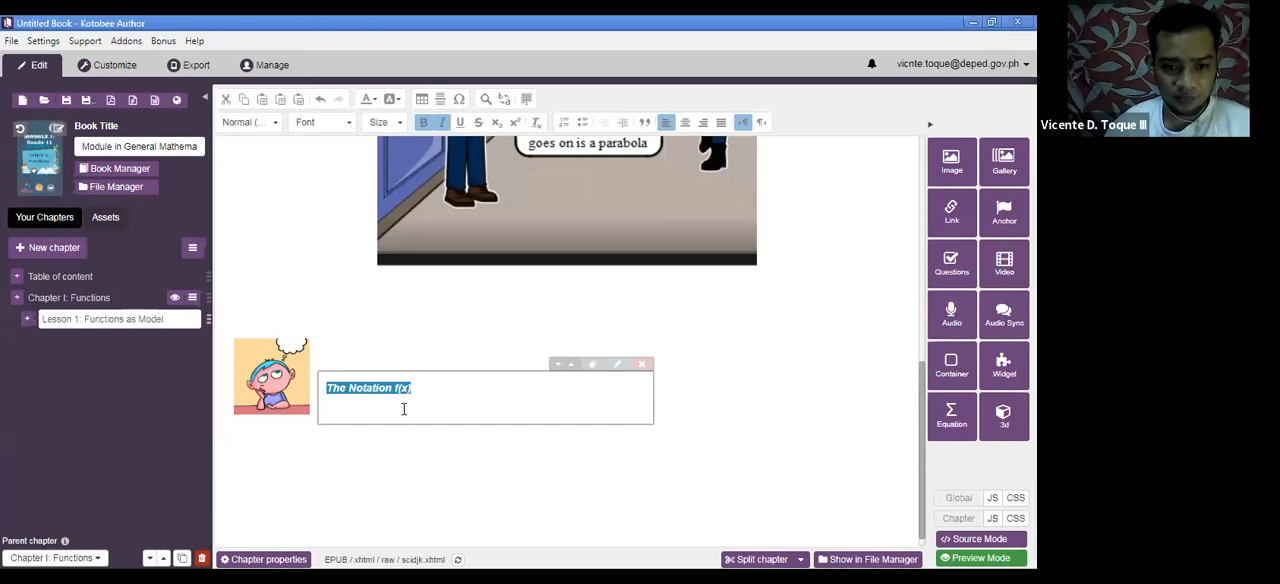 Untitled Book - Kotobee Author
File Settings Support Addons Bonus Help
Edit Customize Export Manage
vicnte.toque@deped.gov.ph
Book Title
Module in General Mathema
Book Manager
File Manager
Your Chapters Assets
New chapter
Table of content
Chapter I: Functions
Lesson 1: Functions as Model
Parent chapter
Chapter I: Functions
Normal (... Font Size
B I U S x₂ x² Tx
goes on is a parabola
The Notation f(x)
Image Gallery
Link Anchor
Questions Video
Audio Audio Sync
Container Widget
Equation 3d
Global JS CSS
Chapter JS CSS
</> Source Mode
Preview Mode
Chapter properties
EPUB / xhtml / raw / scidjk.xhtml
Split chapter
Show in File Manager
Vicente D. Toque III